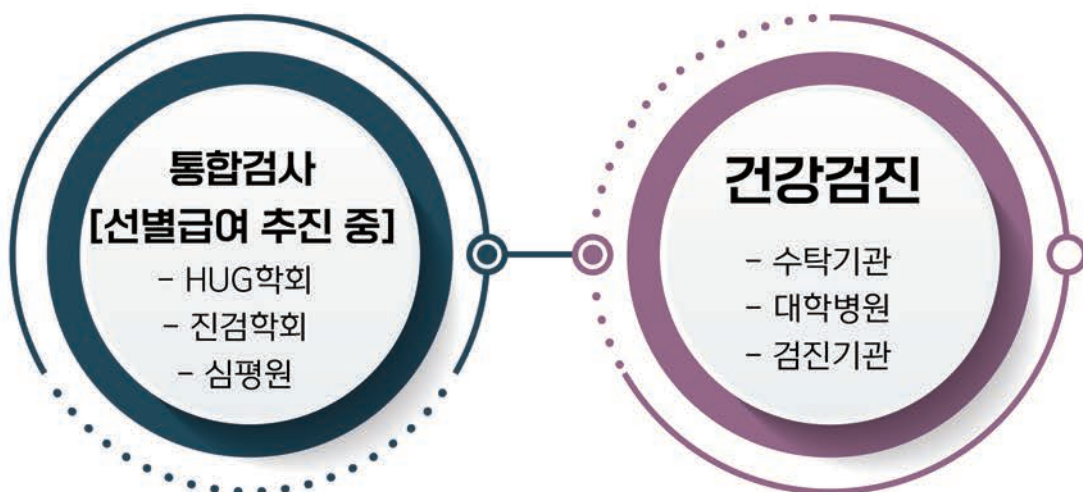 통합검사
[선별급여 추진 중]
- HUG학회
- 진검학회
- 심평원
건강검진
- 수탁기관
- 대학병원
- 검진기관